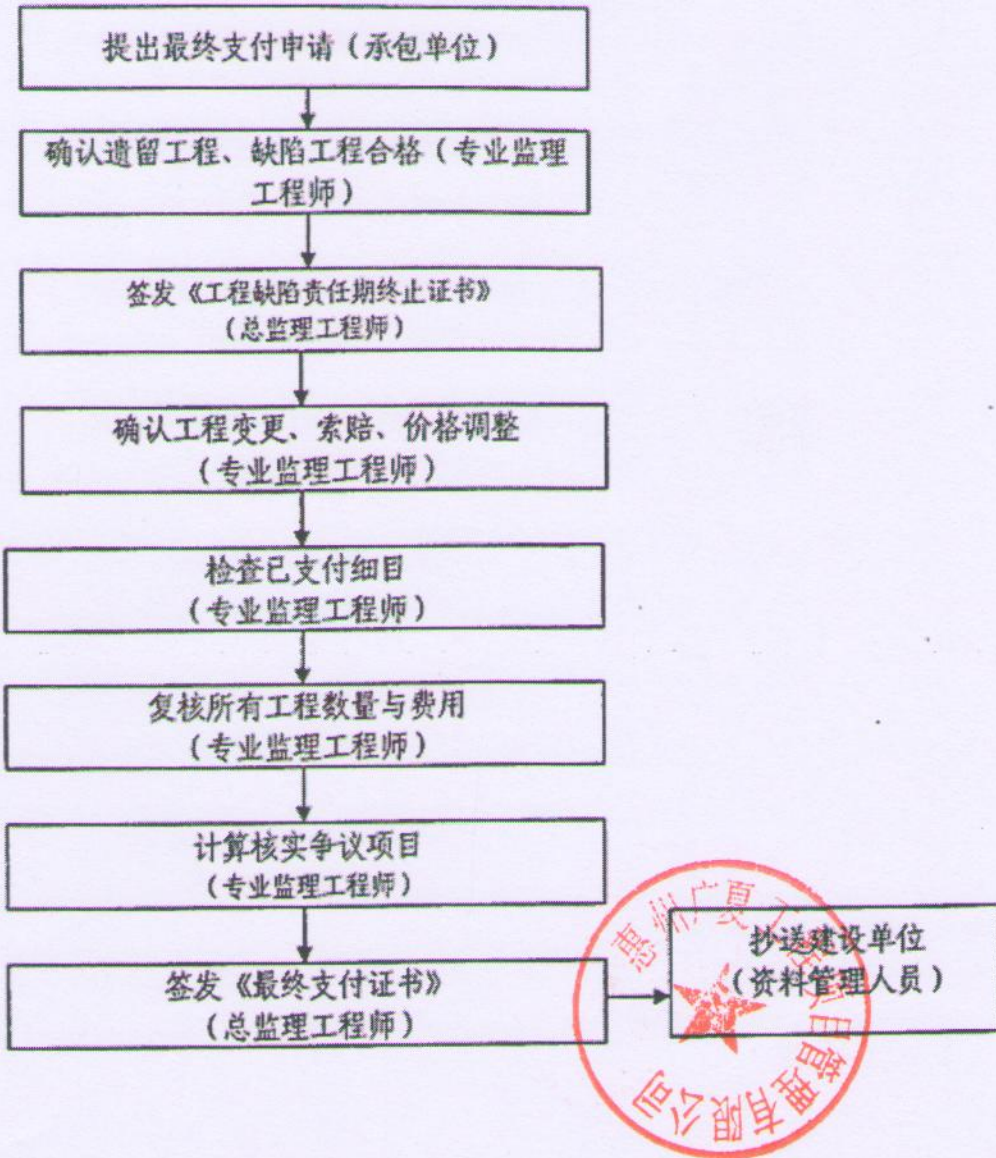 提出最终支付申请（承包单位）
确认遗留工程、缺陷工程合格（专业监理
工程师）
签发《工程缺陷责任期终止证书》
（总监理工程师）
确认工程变更、索赔、价格调整
（专业监理工程师）
检查已支付细目
（专业监理工程师）
复核所有工程数量与费用
（专业监理工程师）
计算核实争议项目
（专业监理工程师）
签发《最终支付证书》
（总监理工程师）
抄送建设单位
（资料管理人员）
惠州广夏工程项目管理有限公司